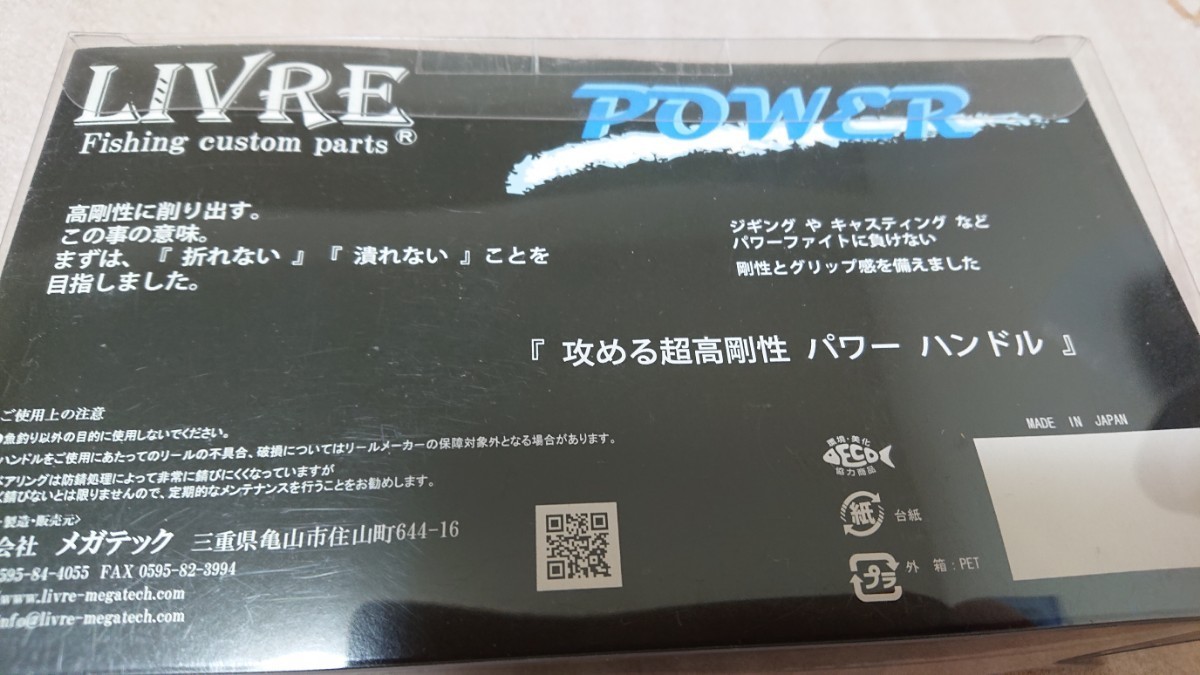 LIVRE
Fishing custom parts®
POWER
高剛性に削り出す。
この事の意味。
まずは、『 折れない 』『 潰れない 』ことを
目指しました。
ジギング や キャスティング など
パワーファイトに負けない
剛性とグリップ感を備えました
『 攻める超高剛性 パワー ハンドル 』
ご使用上の注意
魚釣り以外の目的に使用しないでください。
ハンドルをご使用にあたってのリールの不具合、破損についてはリールメーカーの保障対象外となる場合があります。
ベアリングは防錆処理によって非常に錆びにくくなっていますが
錆びないとは限りませんので、定期的なメンテナンスを行うことをお勧めします。
製造・販売元>
会社 メガテック 三重県亀山市住山町644-16
595-84-4055 FAX 0595-82-3994
www.livre-megatech.com
info@livre-megatech.com
MADE IN JAPAN
環境・美化
ECO
協力商品
紙 台紙
プラ 外 箱:PET